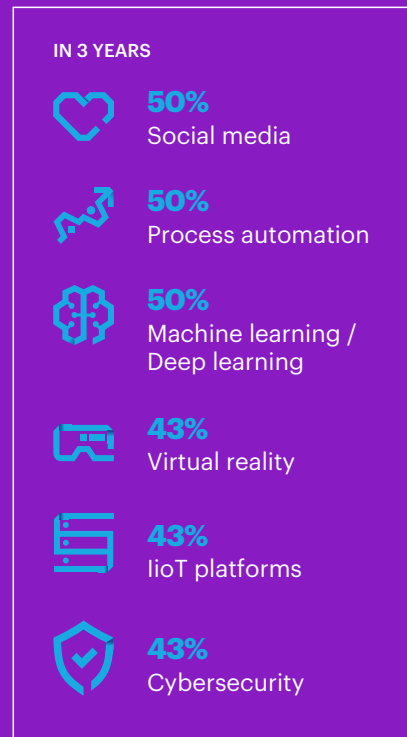 IN 3 YEARS
50%
Social media
50%
Process automation
50%
Machine learning /
Deep learning
43%
Virtual reality
43%
IioT platforms
43%
Cybersecurity